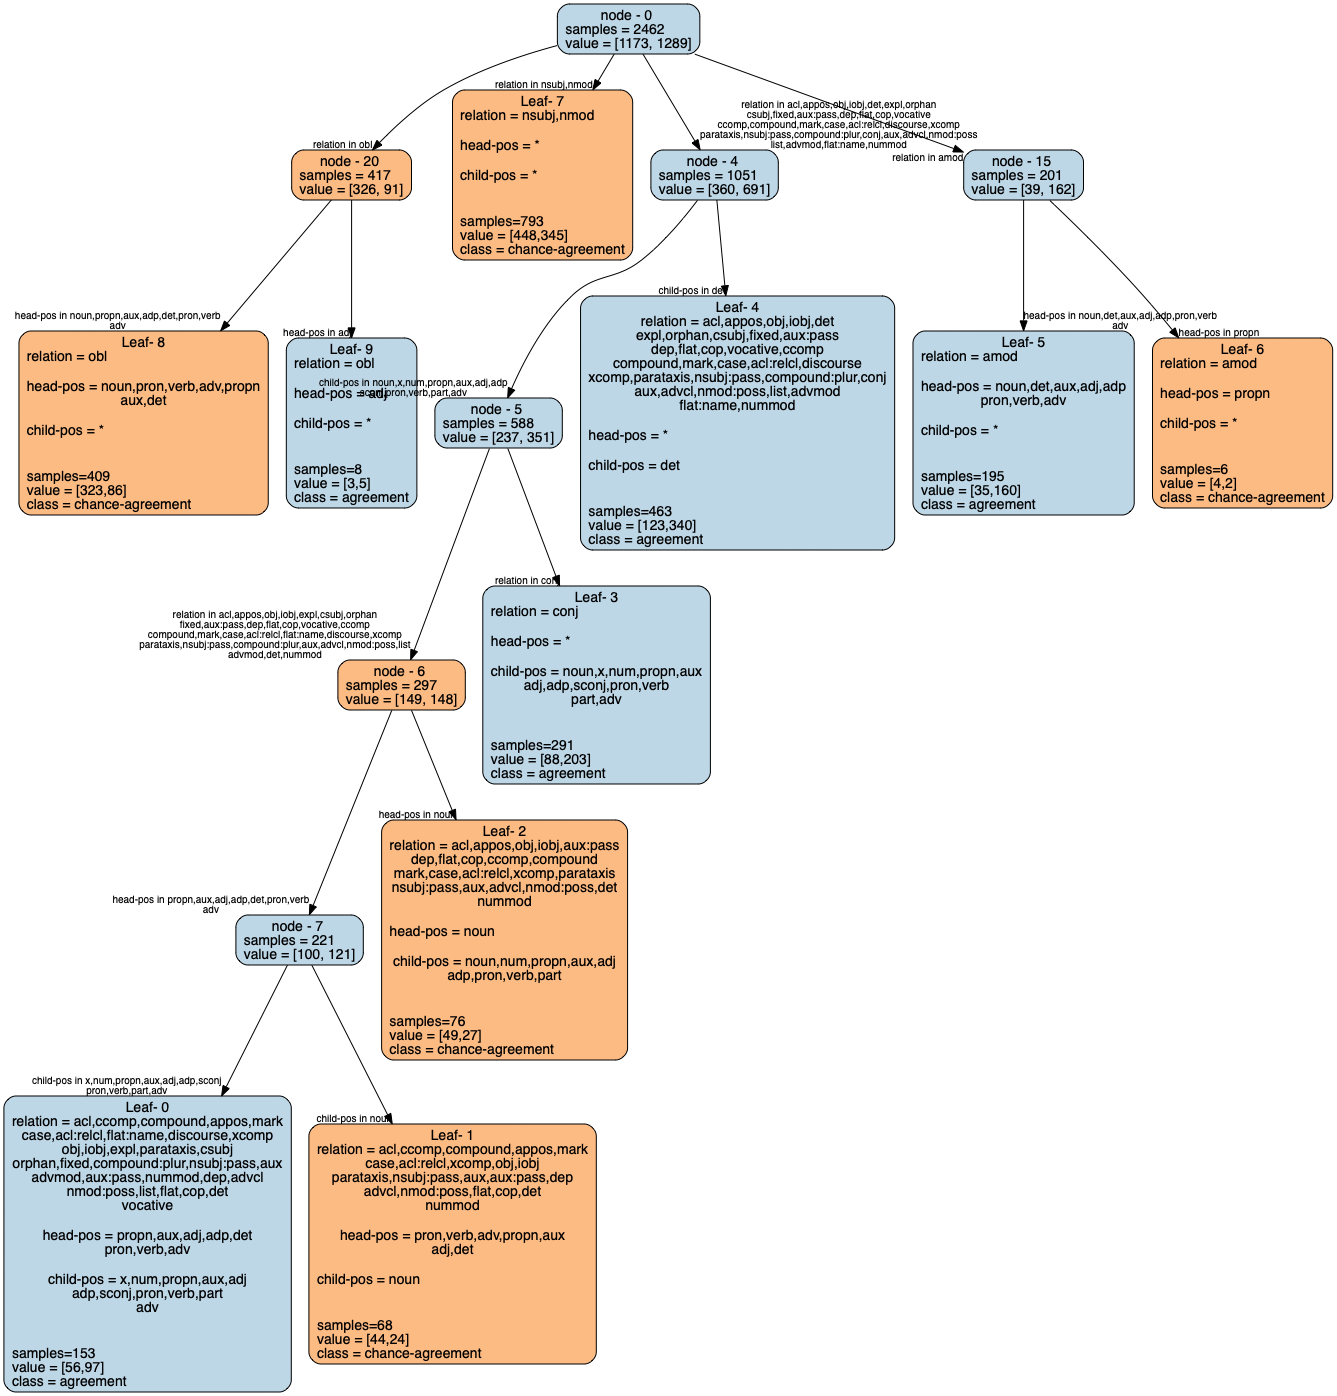 node - 0
samples = 2462
value = [1173, 1289]
relation in nsubj,nmod
Leaf- 7
relation = nsubj,nmod
head-pos = *
child-pos = *
samples=793
value = [448,345]
class = chance-agreement
relation in acl,appos,obj,iobj,det,expl,orphan
csubj,fixed,aux:pass,dep,flat,cop,vocative
ccomp,compound,mark,case,acl:relcl,discourse,xcomp
parataxis,nsubj:pass,compound:plur,conj,aux,advcl,nmod:poss
list,advmod,flat:name,nummod
relation in obl
node - 20
samples = 417
value = [326, 91]
node - 4
samples = 1051
value = [360, 691]
relation in amod
node - 15
samples = 201
value = [39, 162]
head-pos in noun,propn,aux,adp,det,pron,verb
adv
Leaf- 8
relation = obl
head-pos = noun,pron,verb,adv,propn
aux,det
child-pos = *
samples=409
value = [323,86]
class = chance-agreement
head-pos in adj
Leaf- 9
relation = obl
head-pos = adj
child-pos = *
samples=8
value = [3,5]
class = agreement
child-pos in noun,x,num,propn,aux,adj,adp
sconj,pron,verb,part,adv
node - 5
samples = 588
value = [237, 351]
child-pos in det
Leaf- 4
relation = acl,appos,obj,iobj,det
expl,orphan,csubj,fixed,aux:pass
dep,flat,cop,vocative,ccomp
compound,mark,case,acl:relcl,discourse
xcomp,parataxis,nsubj:pass,compound:plur,conj
aux,advcl,nmod:poss,list,advmod
flat:name,nummod
head-pos = *
child-pos = det
samples=463
value = [123,340]
class = agreement
head-pos in noun,det,aux,adj,adp,pron,verb
adv
Leaf- 5
relation = amod
head-pos = noun,det,aux,adj,adp
pron,verb,adv
child-pos = *
samples=195
value = [35,160]
class = agreement
head-pos in propn
Leaf- 6
relation = amod
head-pos = propn
child-pos = *
samples=6
value = [4,2]
class = chance-agreement
relation in conj
Leaf- 3
relation = conj
head-pos = *
child-pos = noun,x,num,propn,aux
adj,adp,sconj,pron,verb
part,adv
samples=291
value = [88,203]
class = agreement
relation in acl,appos,obj,iobj,expl,csubj,orphan
fixed,aux:pass,dep,flat,cop,vocative,ccomp
compound,mark,case,acl:relcl,flat:name,discourse,xcomp
parataxis,nsubj:pass,compound:plur,aux,advcl,nmod:poss,list
advmod,det,nummod
node - 6
samples = 297
value = [149, 148]
head-pos in noun
Leaf- 2
relation = acl,appos,obj,iobj,aux:pass
dep,flat,cop,ccomp,compound
mark,case,acl:relcl,xcomp,parataxis
nsubj:pass,aux,advcl,nmod:poss,det
nummod
head-pos = noun
child-pos = noun,num,propn,aux,adj
adp,pron,verb,part
samples=76
value = [49,27]
class = chance-agreement
head-pos in propn,aux,adj,adp,det,pron,verb
adv
node - 7
samples = 221
value = [100, 121]
child-pos in x,num,propn,aux,adj,adp,sconj
pron,verb,part,adv
Leaf- 0
relation = acl,ccomp,compound,appos,mark
case,acl:relcl,flat:name,discourse,xcomp
obj,iobj,expl,parataxis,csubj
orphan,fixed,compound:plur,nsubj:pass,aux
advmod,aux:pass,nummod,dep,advcl
nmod:poss,list,flat,cop,det
vocative
head-pos = propn,aux,adj,adp,det
pron,verb,adv
child-pos = x,num,propn,aux,adj
adp,sconj,pron,verb,part
adv
samples=153
value = [56,97]
class = agreement
child-pos in noun
Leaf- 1
relation = acl,ccomp,compound,appos,mark
case,acl:relcl,xcomp,obj,iobj
parataxis,nsubj:pass,aux,aux:pass,dep
advcl,nmod:poss,flat,cop,det
nummod
head-pos = pron,verb,adv,propn,aux
adj,det
child-pos = noun
samples=68
value = [44,24]
class = chance-agreement